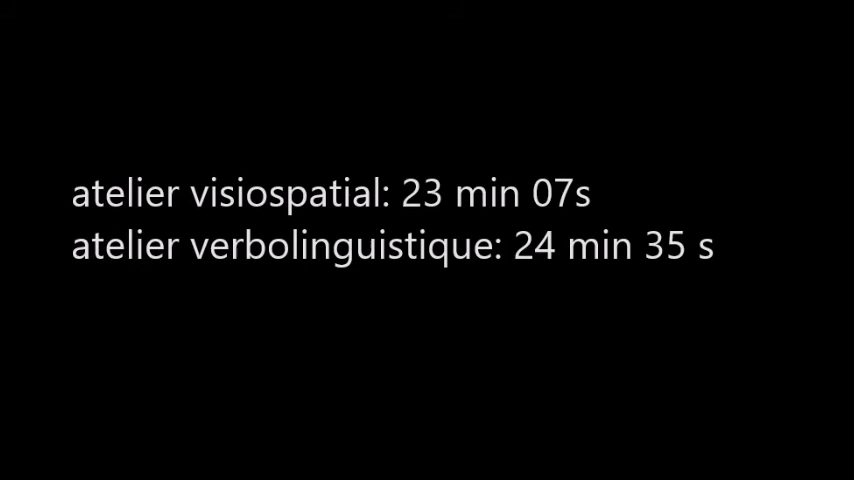 atelier visiospatial: 23 min 07s
atelier verbolinguistique: 24 min 35 s